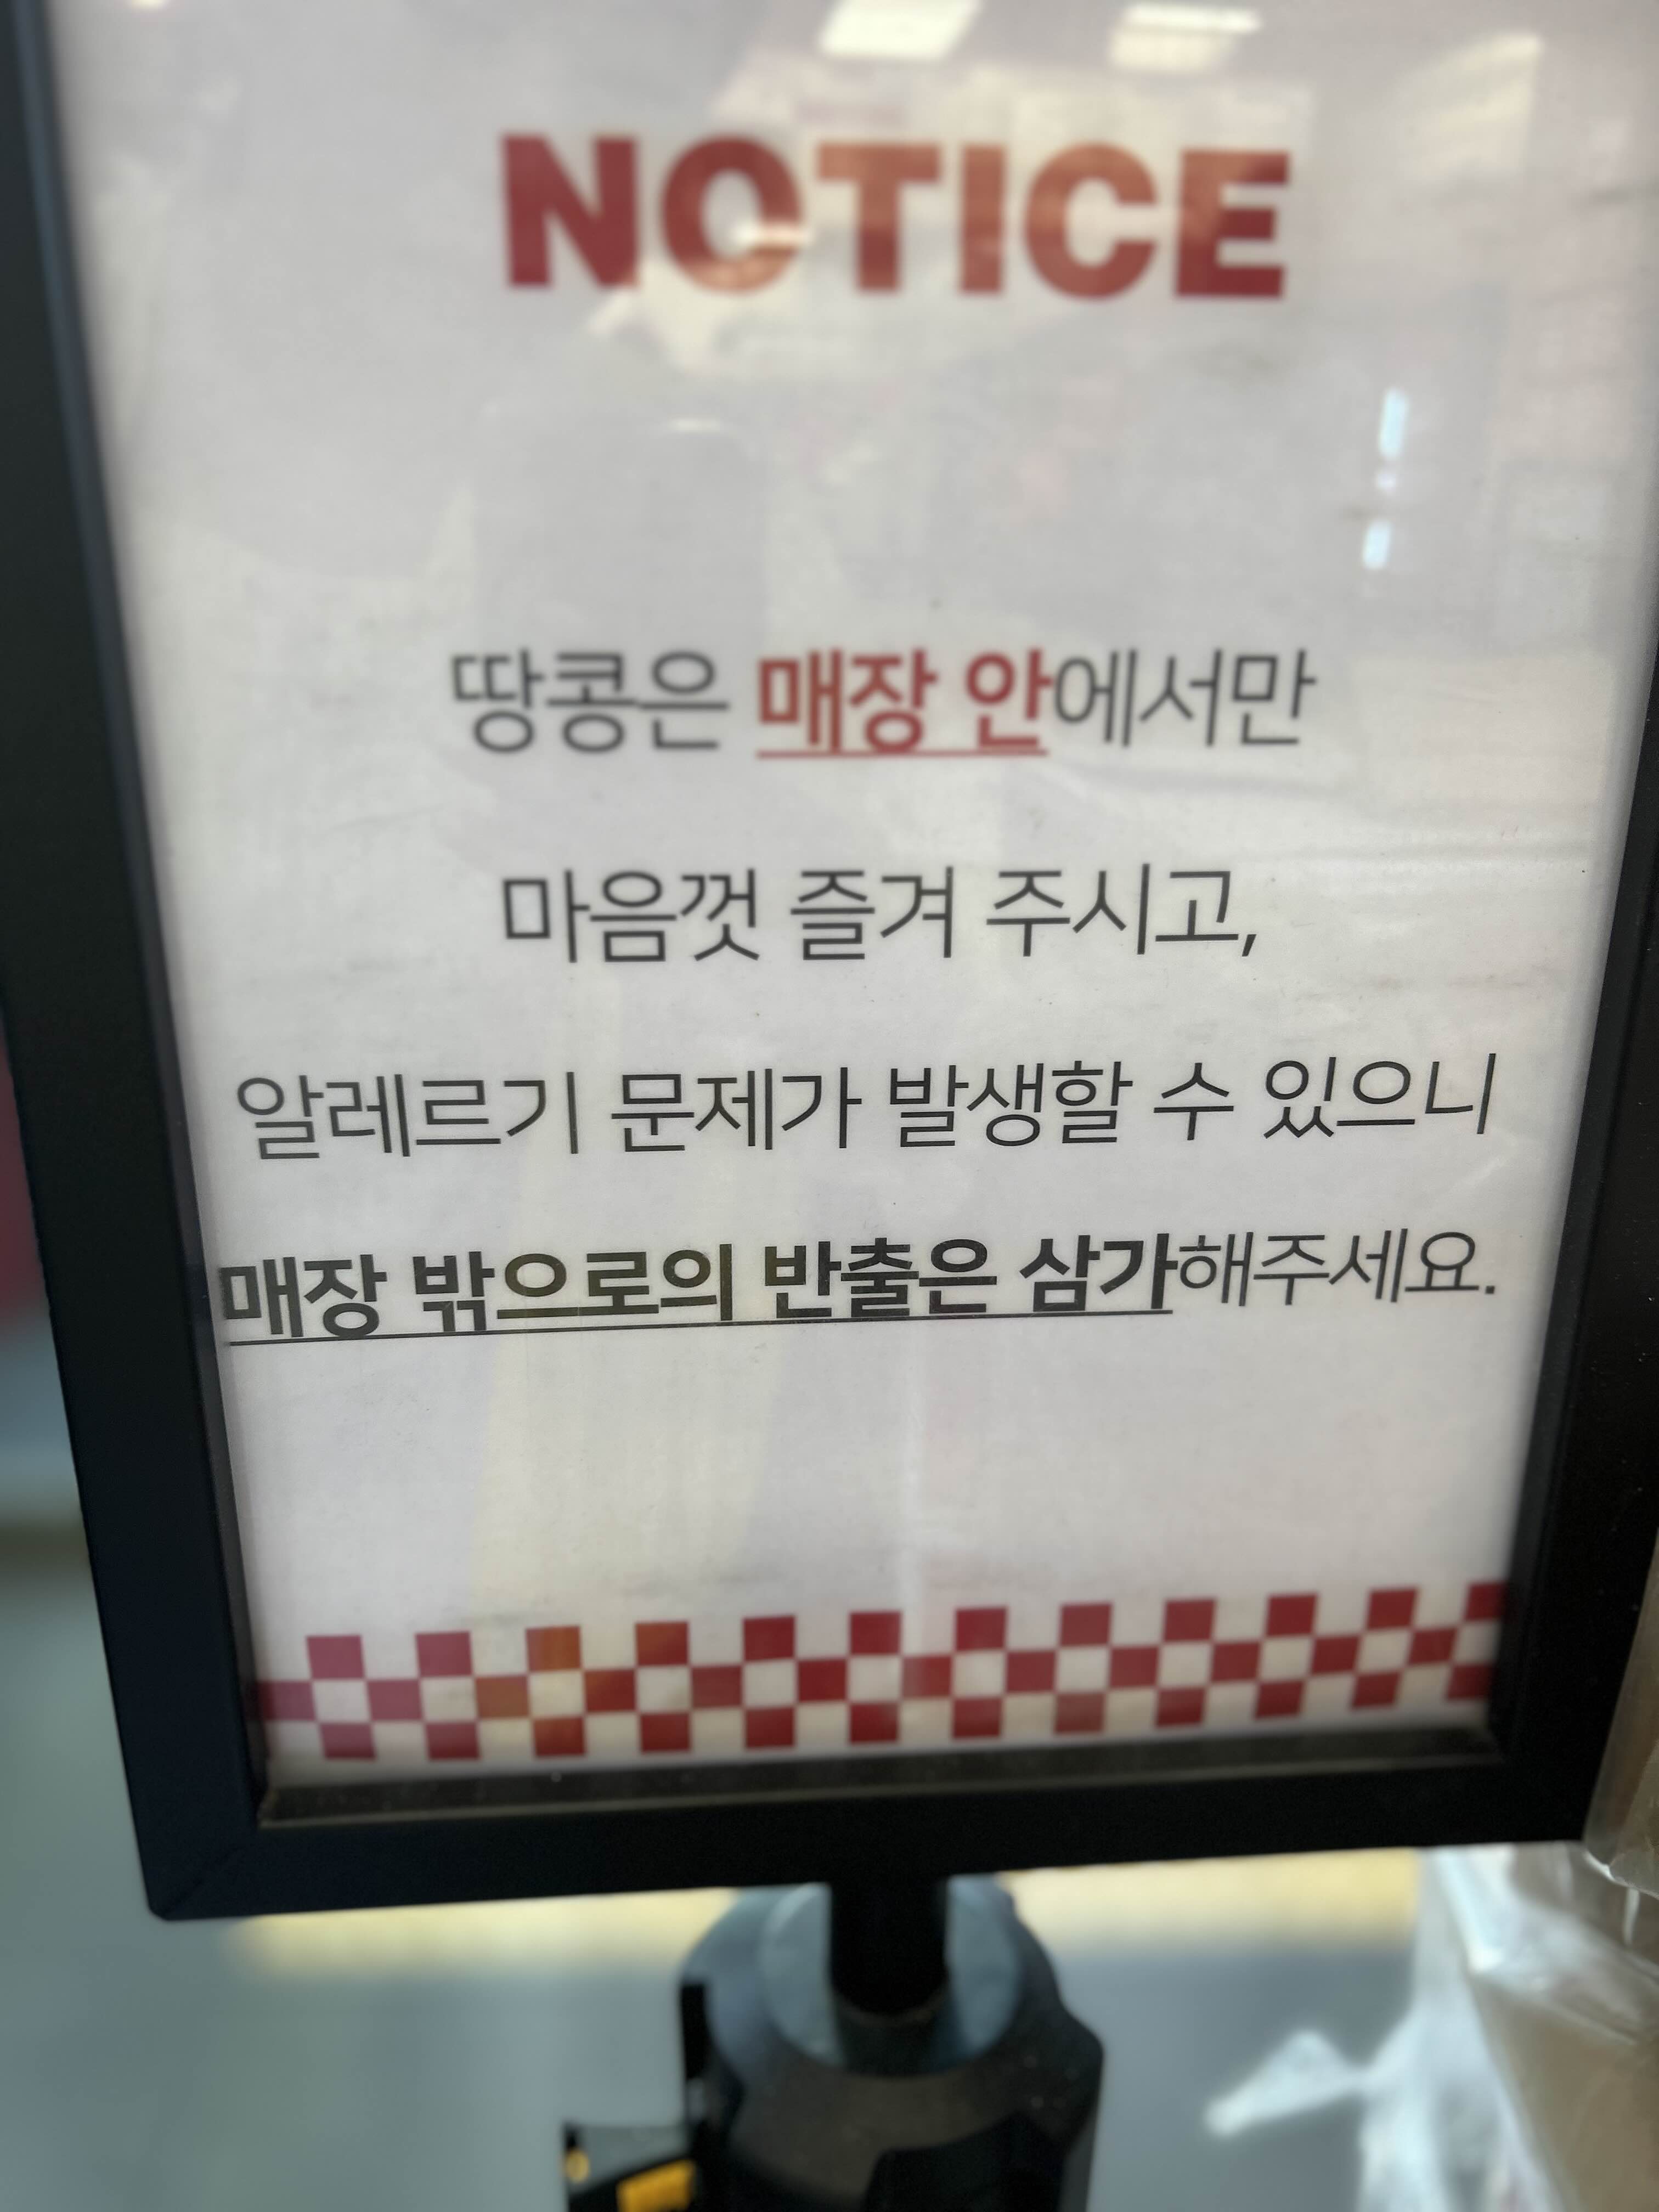 NOTICE
땅콩은 매장 안에서만
마음껏 즐겨 주시고,
알레르기 문제가 발생할 수 있으니
매장 밖으로의 반출은 삼가해주세요.